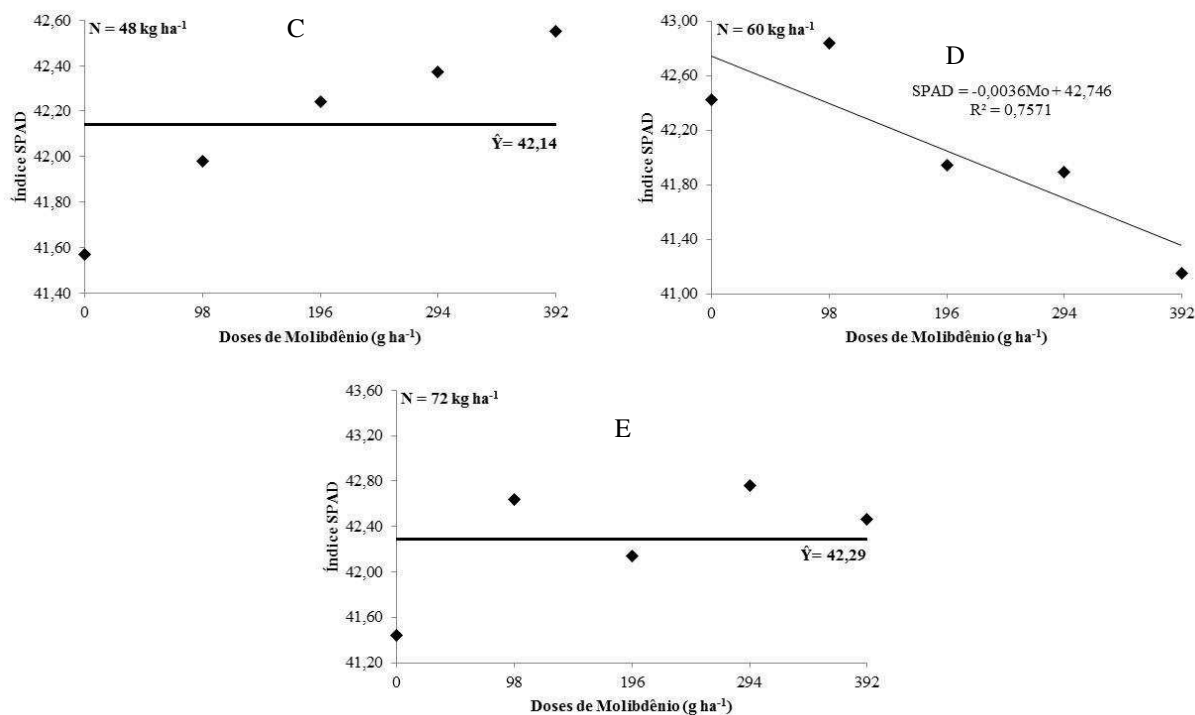 N = 48 kg ha⁻¹
C
42,60
42,40
42,20
42,00
41,80
41,60
41,40
Índice SPAD
Ŷ= 42,14
0 98 196 294 392
Doses de Molibdênio (g ha⁻¹)
N = 60 kg ha⁻¹
D
SPAD = -0,0036Mo + 42,746
R² = 0,7571
43,00
42,60
42,20
41,80
41,40
41,00
Índice SPAD
0 98 196 294 392
Doses de Molibdênio (g ha⁻¹)
N = 72 kg ha⁻¹
E
43,60
43,20
42,80
42,40
42,00
41,60
41,20
Índice SPAD
Ŷ= 42,29
0 98 196 294 392
Doses de Molibdênio (g ha⁻¹)